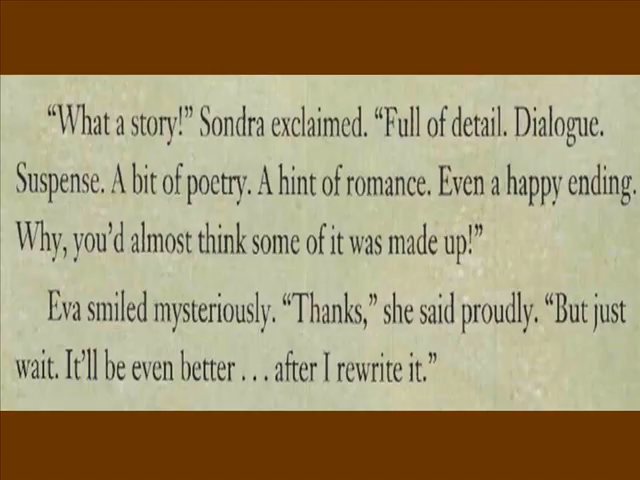 “What a story!” Sondra exclaimed. “Full of detail. Dialogue.
Suspense. A bit of poetry. A hint of romance. Even a happy ending.
Why, you’d almost think some of it was made up!”
Eva smiled mysteriously. “Thanks,” she said proudly. “But just
wait. It’ll be even better . . . after I rewrite it.”